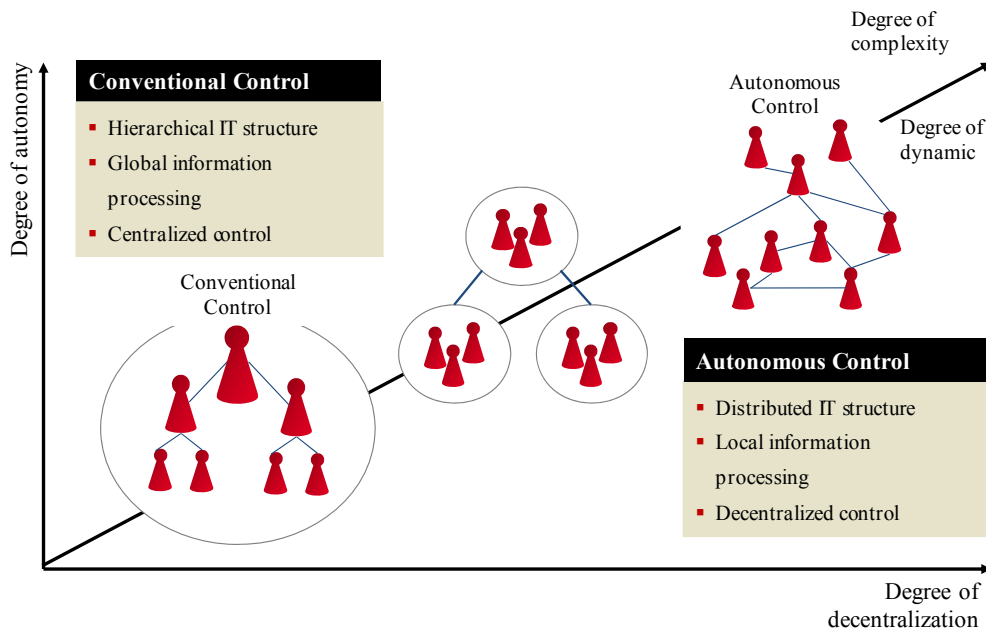 Degree of autonomy
Conventional Control
▪ Hierarchical IT structure
▪ Global information
processing
▪ Centralized control
Conventional
Control
Autonomous
Control
Degree of
complexity
Degree of
dynamic
Autonomous Control
▪ Distributed IT structure
▪ Local information
processing
▪ Decentralized control
Degree of
decentralization